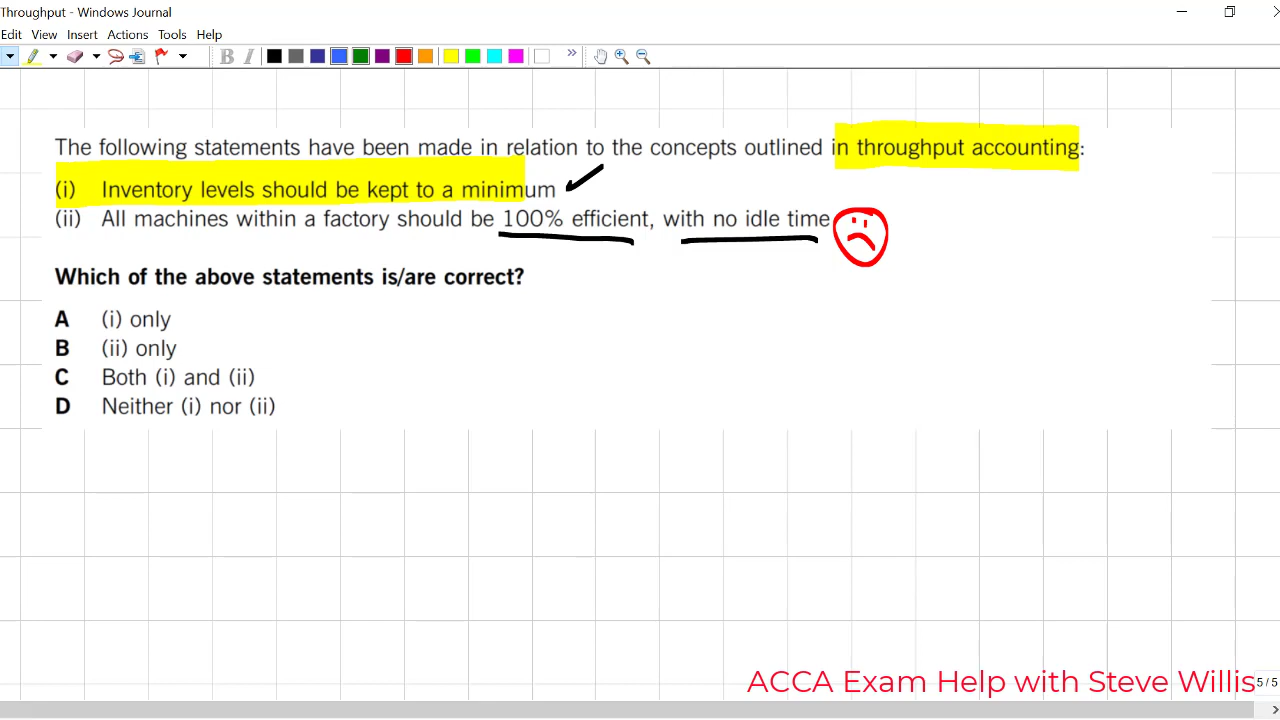 Throughput - Windows Journal
Edit View Insert Actions Tools Help
B I
The following statements have been made in relation to the concepts outlined in throughput accounting:
(i) Inventory levels should be kept to a minimum
(ii) All machines within a factory should be 100% efficient, with no idle time
Which of the above statements is/are correct?
A (i) only
B (ii) only
C Both (i) and (ii)
D Neither (i) nor (ii)
ACCA Exam Help with Steve Willis
5 / 5